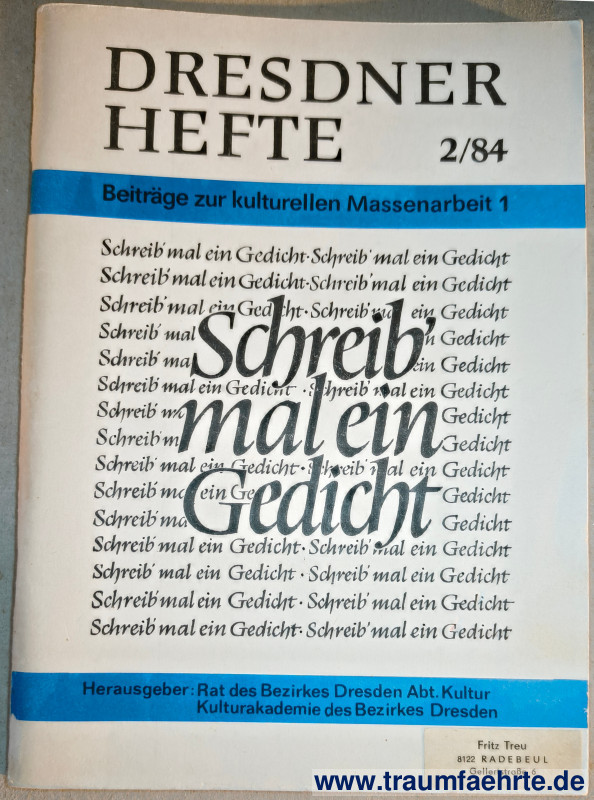 DRESDNER
HEFTE 2/84
Beiträge zur kulturellen Massenarbeit 1
Schreib' mal ein Gedicht · Schreib' mal ein Gedicht
Schreib' mal ein Gedicht · Schreib' mal ein Gedicht
Schreib' mal ein Gedicht · Schreib' mal ein Gedicht
Schreib' mal ein Gedicht
Schreib' ma ein Gedicht
Schreib' mal ein Gedicht · Schreib' mal ein Gedicht
Schreib' m Gedicht
Schreib' m Gedicht
Schreib' mal ein Gedicht · Schreib' mal ein Gedicht
Schreib' ma ein Ge Gedicht
Schreib' ma Gedicht
Schreib' mal ein Gedicht · Schreib' mal ein Gedicht
Schreib' mal ein Gedicht · Schreib' mal ein Gedicht
Schreib' mal ein Gedicht · Schreib' mal ein Gedicht
Schreib' mal ein Gedicht · Schreib' mal ein Gedicht
Schreib'
mal ein
Gedicht
Herausgeber: Rat des Bezirkes Dresden Abt. Kultur
Kulturakademie des Bezirkes Dresden
Fritz Treu
8122 RADEBEUL
Gellertstraße 6
www.traumfaehrte.de